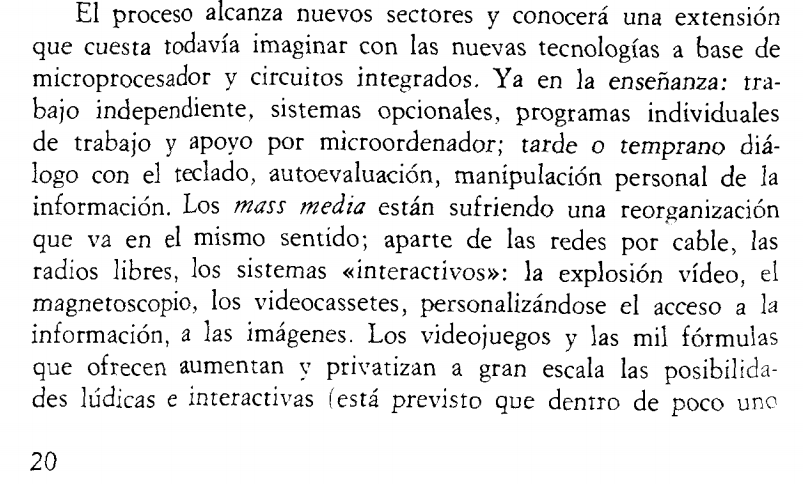 El proceso alcanza nuevos sectores y conocerá una extensión
que cuesta todavía imaginar con las nuevas tecnologías a base de
microprocesador y circuitos integrados. Ya en la enseñanza: tra-
bajo independiente, sistemas opcionales, programas individuales
de trabajo y apoyo por microordenador; tarde o temprano diá-
logo con el teclado, autoevaluación, manipulación personal de la
información. Los mass media están sufriendo una reorganización
que va en el mismo sentido; aparte de las redes por cable, las
radios libres, los sistemas «interactivos»: la explosión vídeo, el
magnetoscopio, los videocassetes, personalizándose el acceso a la
información, a las imágenes. Los videojuegos y las mil fórmulas
que ofrecen aumentan y privatizan a gran escala las posibilida-
des lúdicas e interactivas (está previsto que dentro de poco uno
20